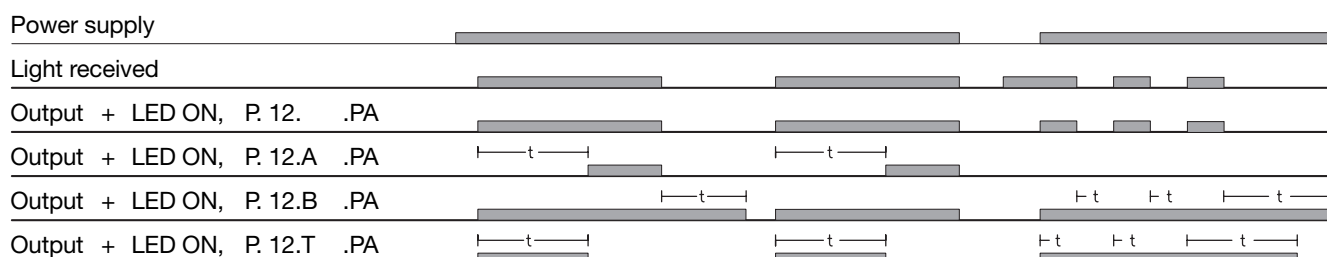 Power supply
Light received
Output + LED ON, P. 12. .PA
Output + LED ON, P. 12.A .PA t t
Output + LED ON, P. 12.B .PA t t t t
Output + LED ON, P. 12.T .PA t t t t t